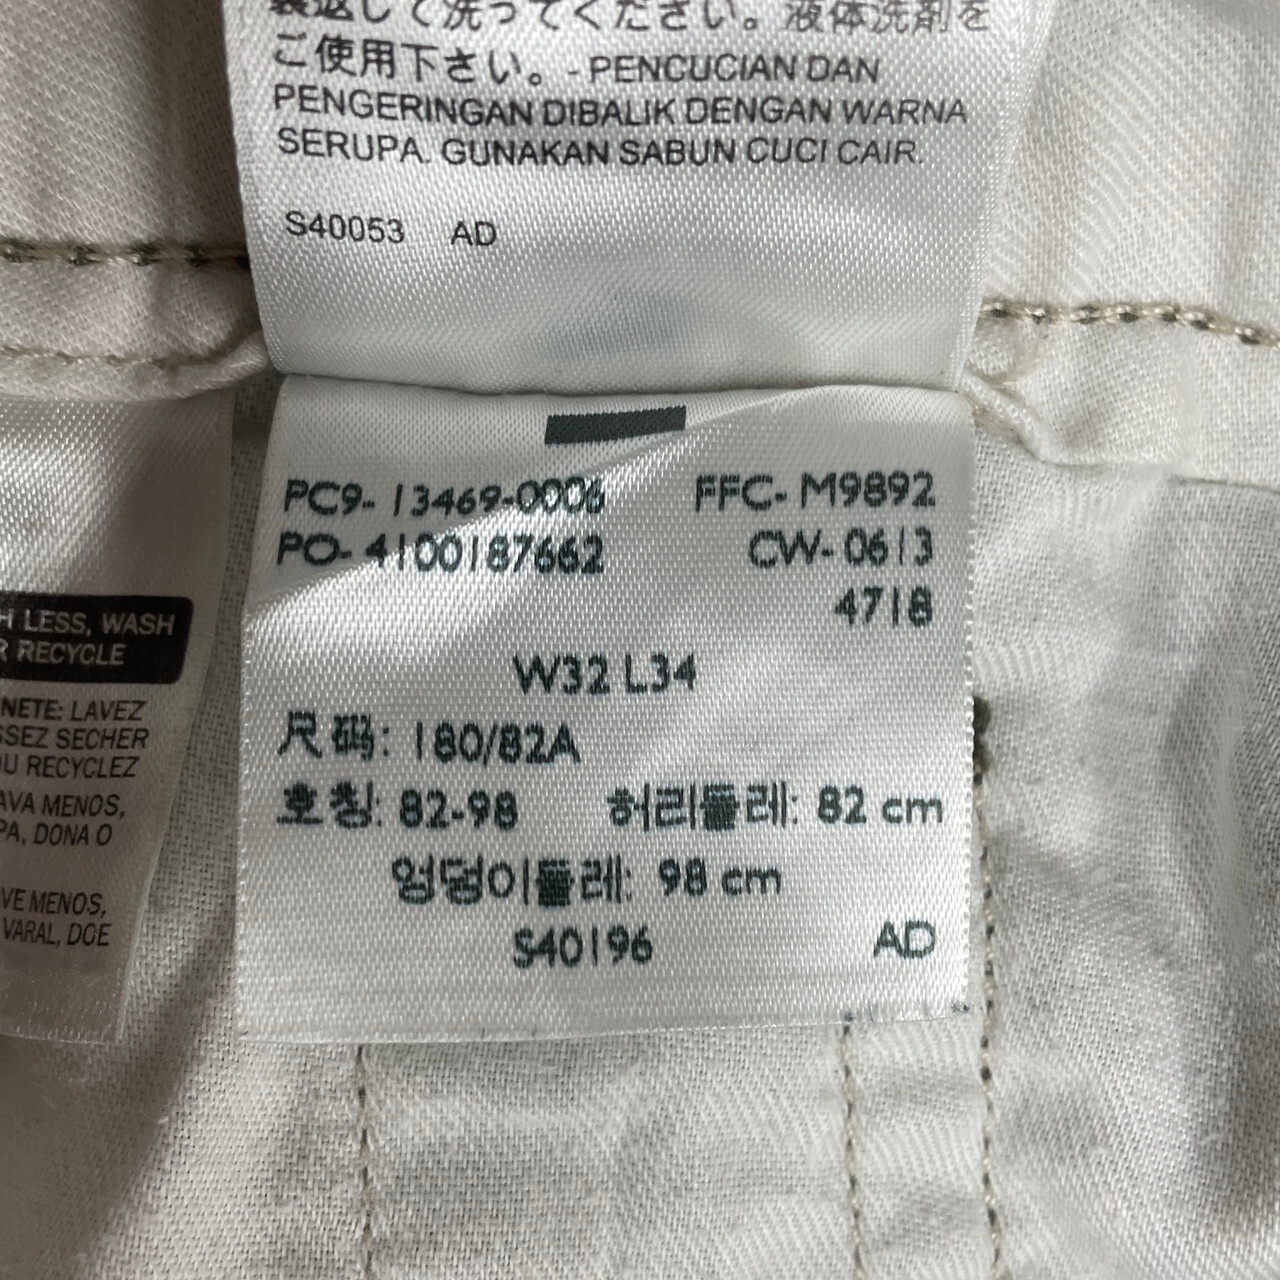 裏返して洗ってください。液体洗剤を
ご使用下さい。- PENCUCIAN DAN
PENGERINGAN DIBALIK DENGAN WARNA
SERUPA. GUNAKAN SABUN CUCI CAIR.
S40053 AD
PC9- 13469-0006 FFC- M9892
PO- 4100187662 CW- 0613
4718
W32 L34
尺码: 180/82A
호칭: 82-98 허리둘레: 82 cm
엉덩이둘레: 98 cm
S40196 AD
H LESS, WASH
R RECYCLE
NETE: LAVEZ
SSEZ SECHER
OU RECYCLEZ
AVA MENOS,
PA, DONA O
VE MENOS,
VARAL, DOE